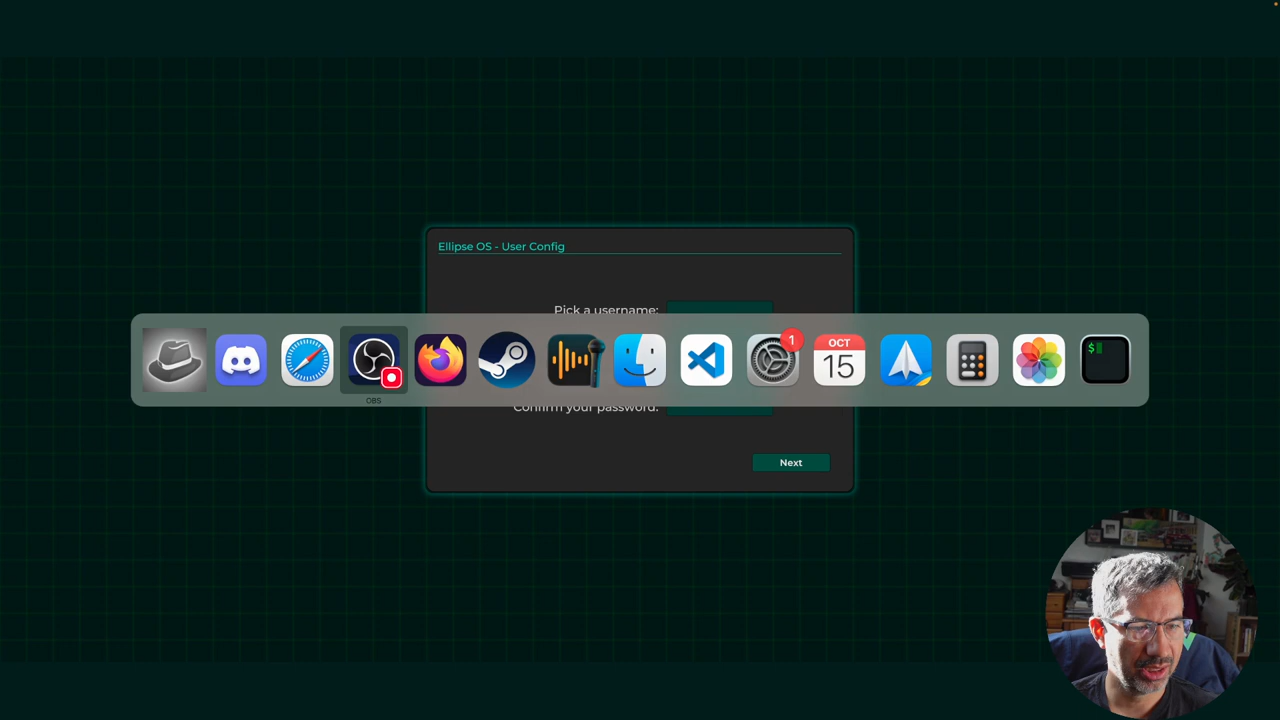 Ellipse OS - User Config
Pick a username:
1
OCT
15
$
OBS
Confirm your password:
Next